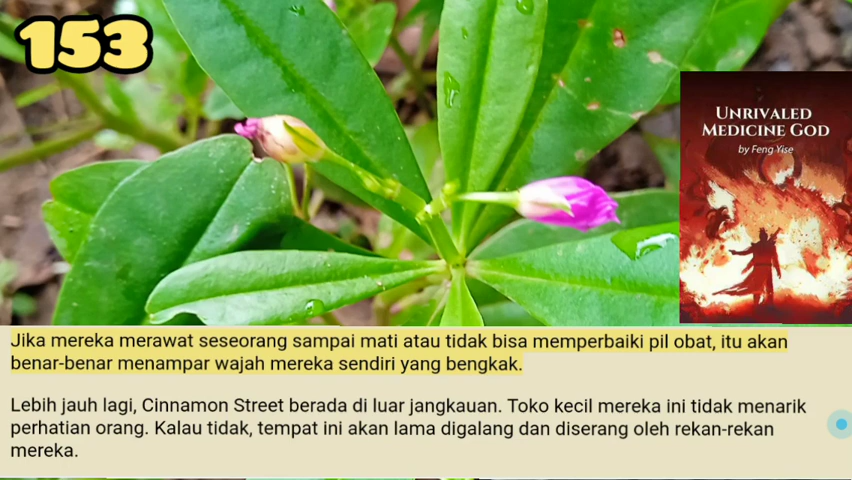 153
UNRIVALED
MEDICINE GOD
by Feng Yise
Jika mereka merawat seseorang sampai mati atau tidak bisa memperbaiki pil obat, itu akan
benar-benar menampar wajah mereka sendiri yang bengkak.
Lebih jauh lagi, Cinnamon Street berada di luar jangkauan. Toko kecil mereka ini tidak menarik
perhatian orang. Kalau tidak, tempat ini akan lama digalang dan diserang oleh rekan-rekan
mereka.